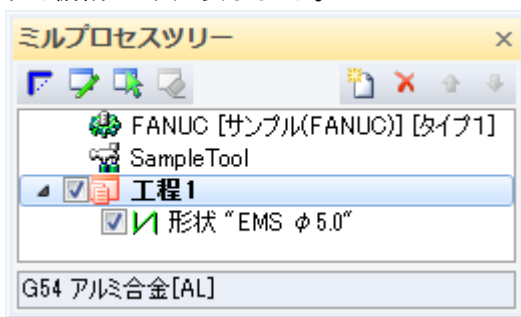 ミルプロセスツリー
FANUC [サンプル(FANUC)] [タイプ1]
SampleTool
工程1
形状 "EMS φ5.0"
G54 アルミ合金[AL]